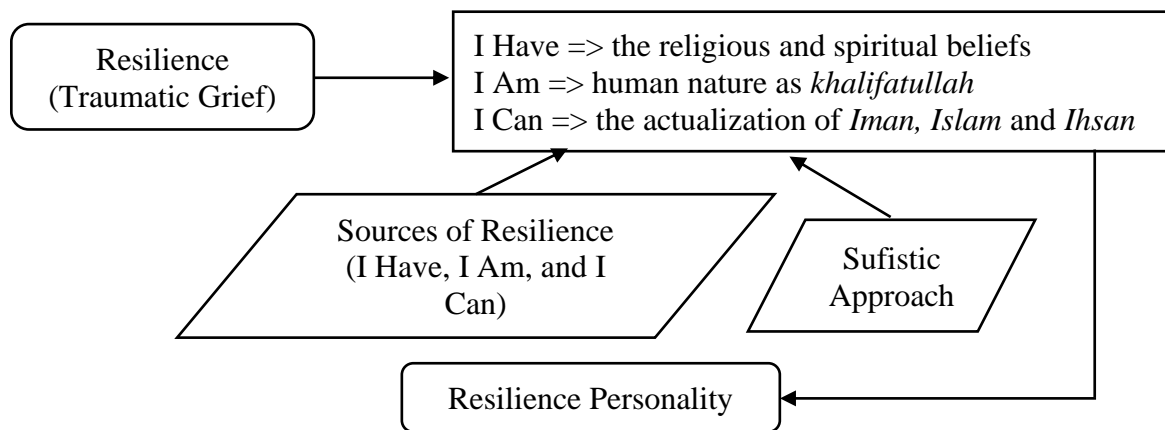 Resilience
(Traumatic Grief)
I Have => the religious and spiritual beliefs
I Am => human nature as khalifatullah
I Can => the actualization of Iman, Islam and Ihsan
Sources of Resilience
(I Have, I Am, and I
Can)
Sufistic
Approach
Resilience Personality